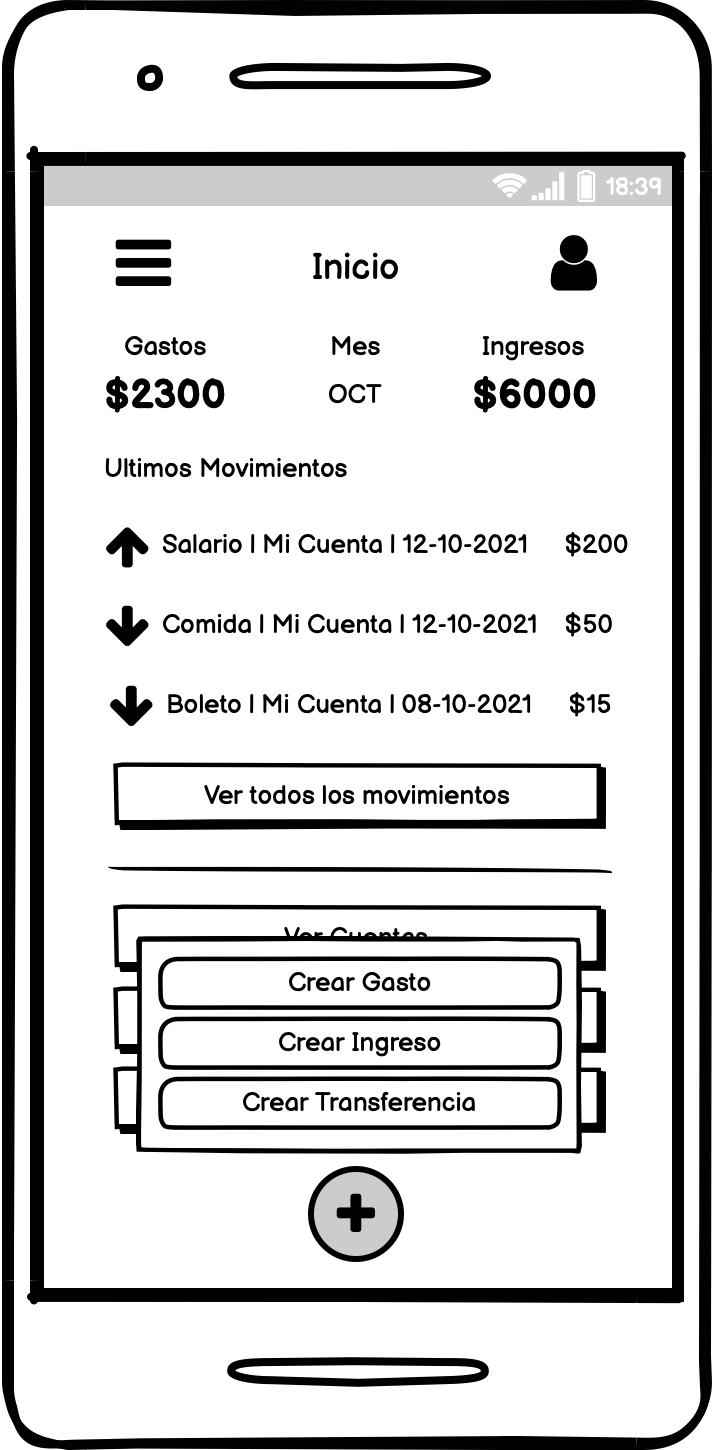 18:39
Inicio
Gastos Mes Ingresos
$2300 OCT $6000
Ultimos Movimientos
Salario | Mi Cuenta | 12-10-2021 $200
Comida | Mi Cuenta | 12-10-2021 $50
Boleto | Mi Cuenta | 08-10-2021 $15
Ver todos los movimientos
Ver Cuentas
Crear Gasto
Crear Ingreso
Crear Transferencia